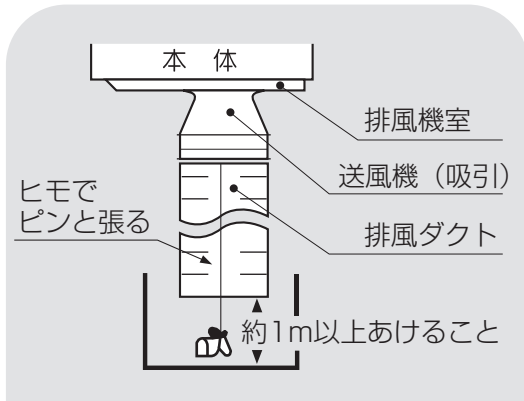 本 体
排風機室
送風機（吸引）
ヒモで
ピンと張る
排風ダクト
約1m以上あけること